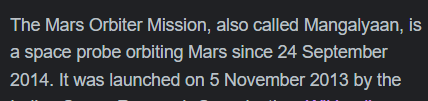 The Mars Orbiter Mission, also called Mangalyaan, is
a space probe orbiting Mars since 24 September
2014. It was launched on 5 November 2013 by the